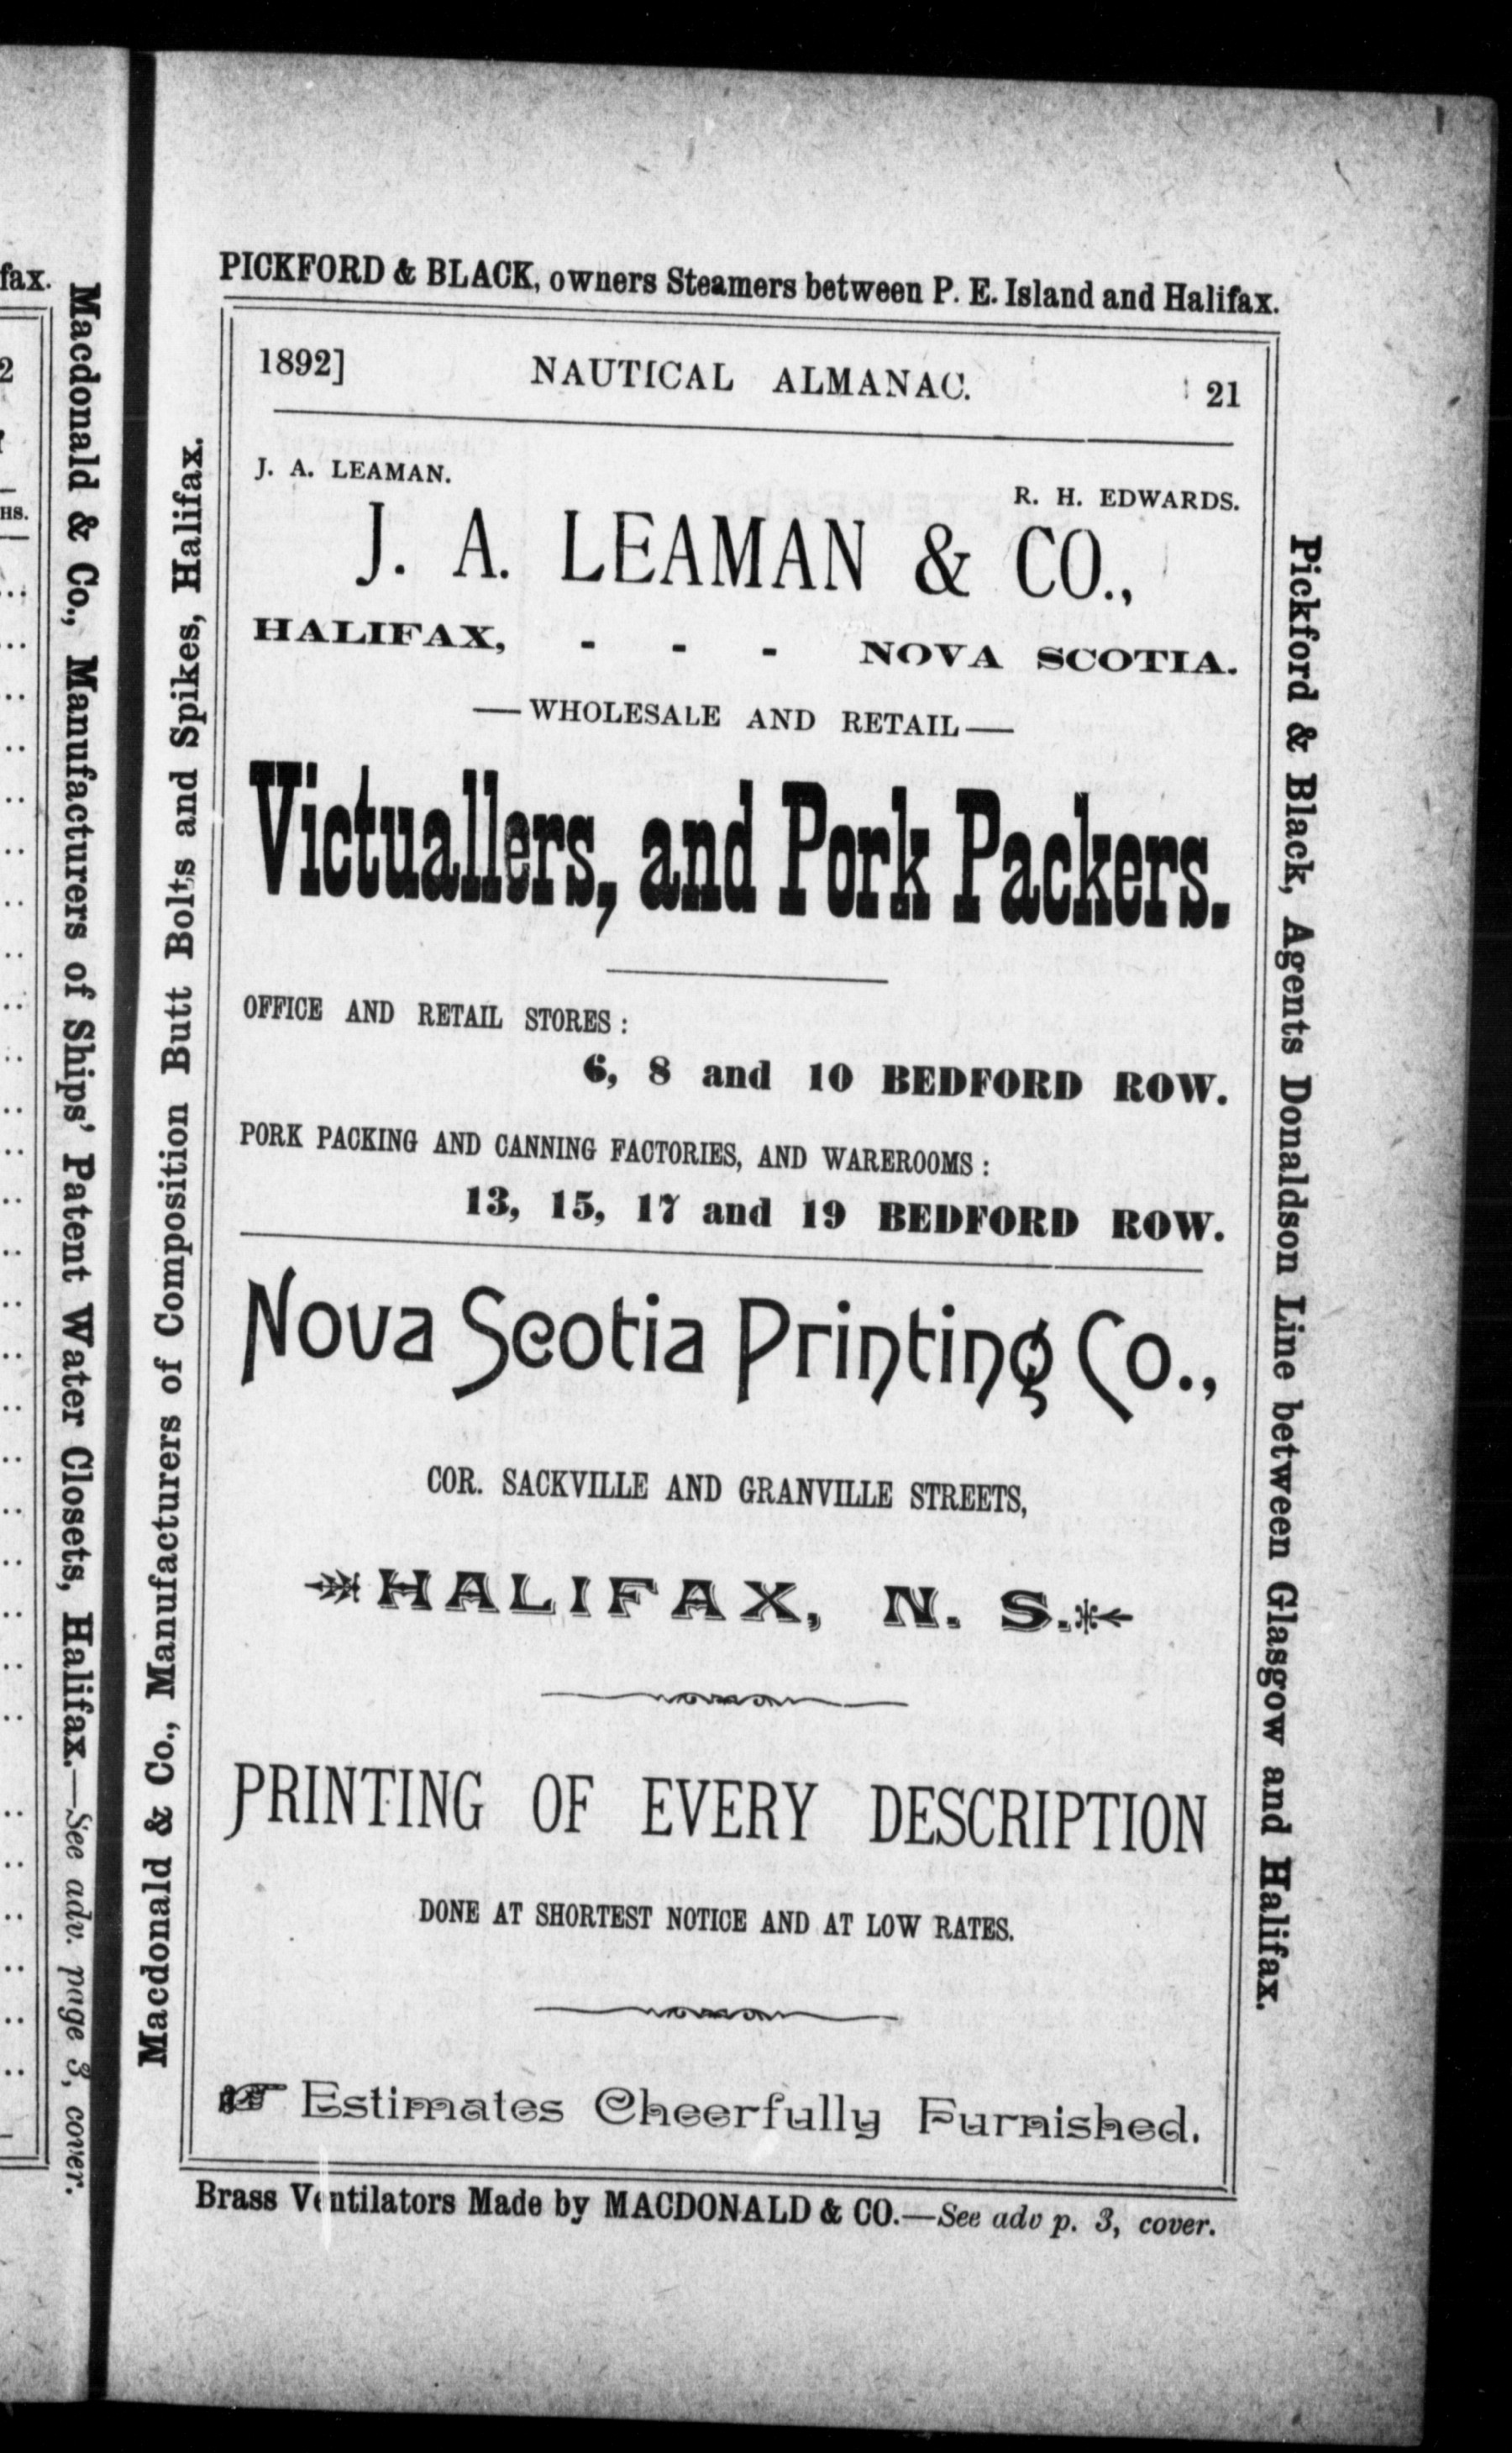 fax.
2
HS.
Macdonald & Co., Manufacturers of Ships' Patent Water Closets, Halifax.—See adv. page 3, cover.
Macdonald & Co., Manufacturers of Composition Butt Bolts and Spikes, Halifax.
PICKFORD & BLACK, owners Steamers between P. E. Island and Halifax.
1892] NAUTICAL ALMANAC. 21
J. A. LEAMAN. R. H. EDWARDS.
J. A. LEAMAN & CO.,
HALIFAX, - - - NOVA SCOTIA.
—WHOLESALE AND RETAIL—
Victuallers, and Pork Packers.
OFFICE AND RETAIL STORES:
6, 8 and 10 BEDFORD ROW.
PORK PACKING AND CANNING FACTORIES, AND WAREROOMS:
13, 15, 17 and 19 BEDFORD ROW.
Nova Scotia Printing Co.,
COR. SACKVILLE AND GRANVILLE STREETS,
HALIFAX, N. S.
PRINTING OF EVERY DESCRIPTION
DONE AT SHORTEST NOTICE AND AT LOW RATES.
☞ Estimates Cheerfully Furnished.
Brass Ventilators Made by MACDONALD & CO.—See adv p. 3, cover.
Pickford & Black, Agents Donaldson Line between Glasgow and Halifax.